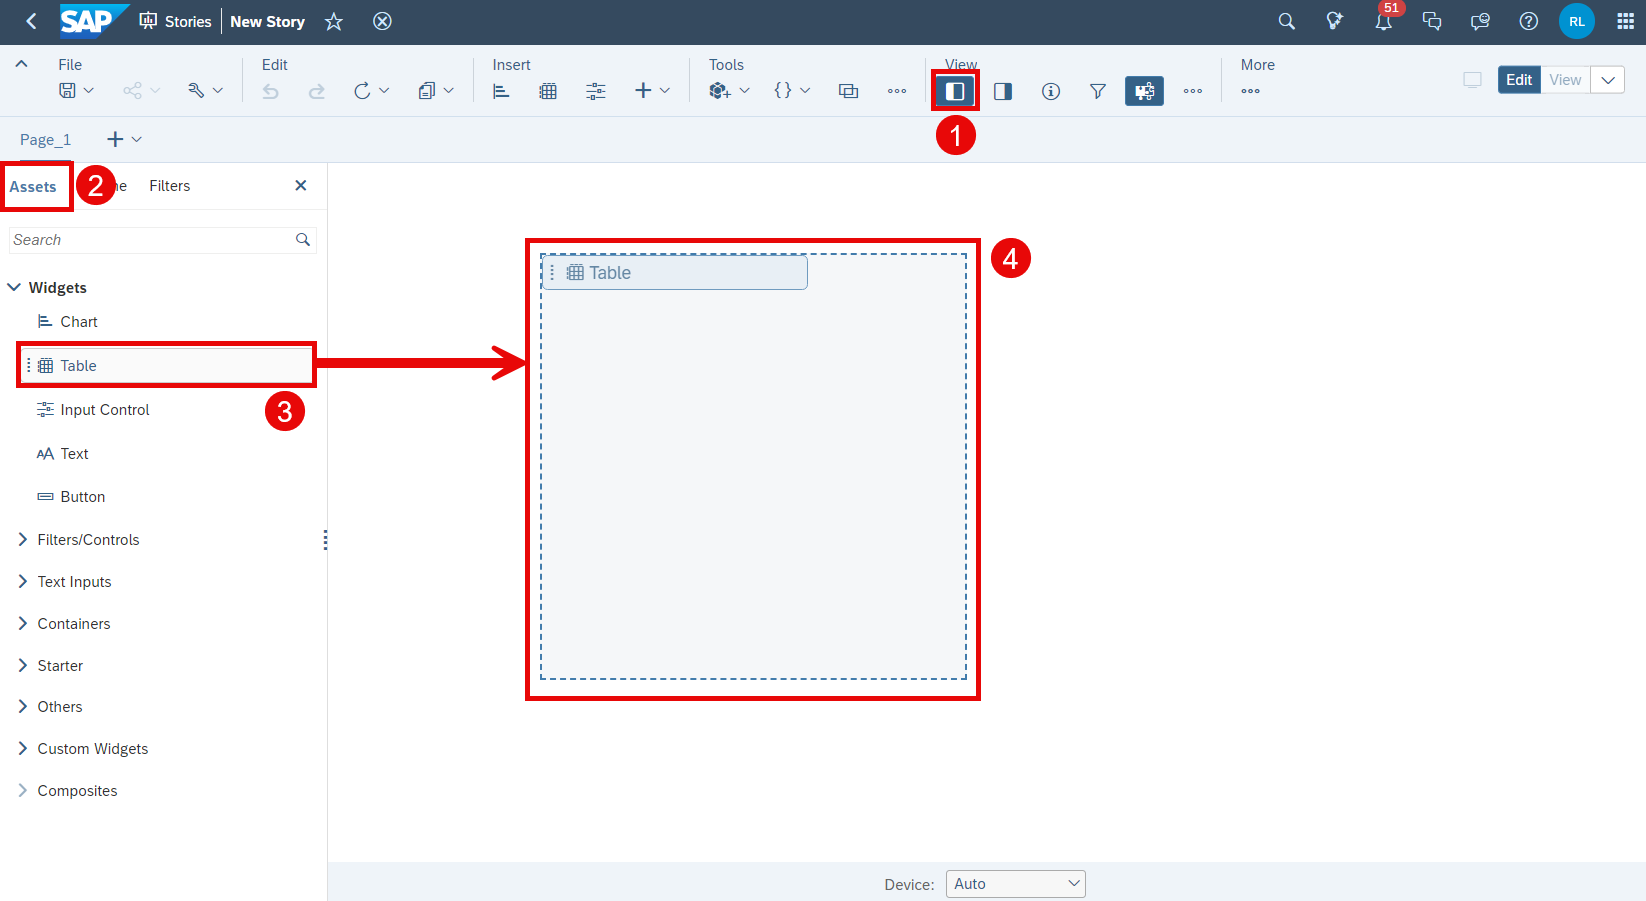 SAP Stories New Story 51 RL
File Edit Insert Tools View More
Edit View
1
Page_1
Assets 2 ne Filters
Search
4
Table
Widgets
Chart
Table
Input Control
3
Text
Button
Filters/Controls
Text Inputs
Containers
Starter
Others
Custom Widgets
Composites
Device: Auto